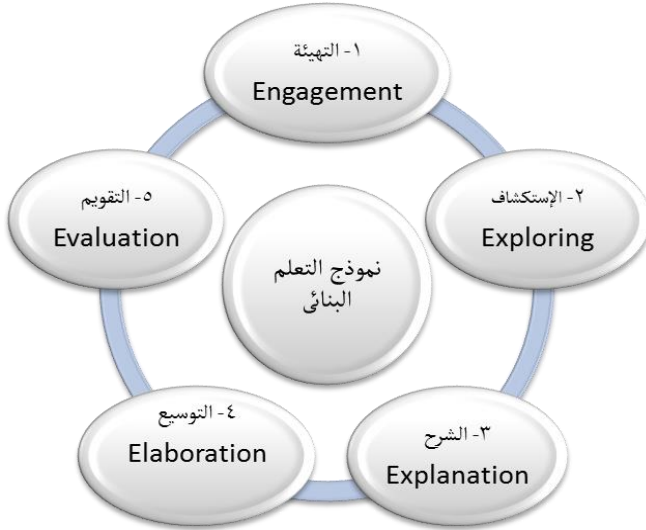 ١- التهيئة
Engagement
٢- الإستكشاف
Exploring
٣- الشرح
Explanation
٤- التوسيع
Elaboration
٥- التقويم
Evaluation
نموذج التعلم
البنائى